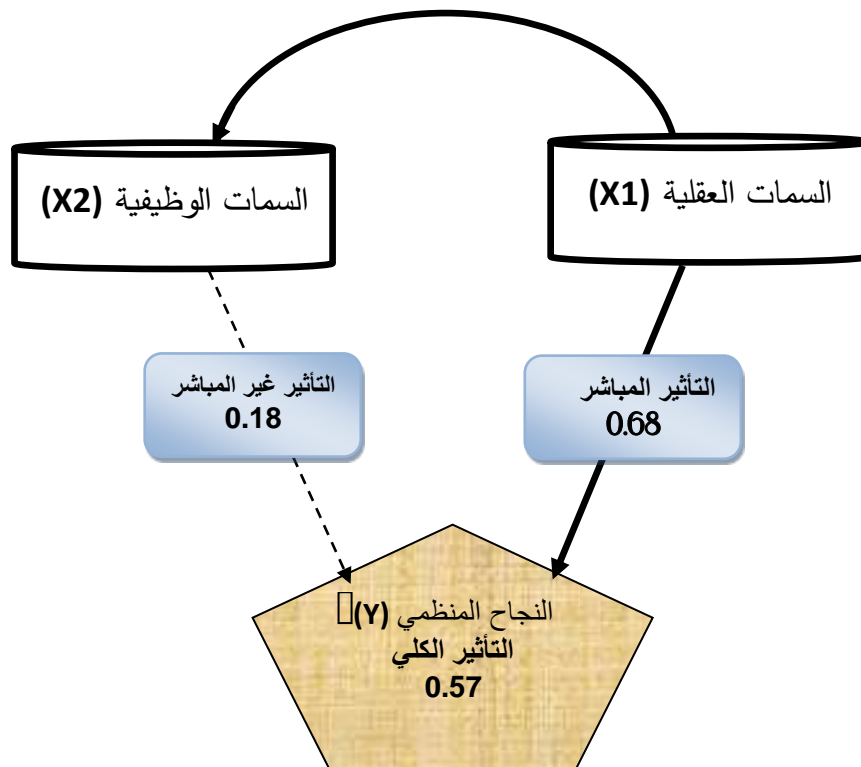 السمات العقلية (X1)
السمات الوظيفية (X2)
التأثير المباشر
0.68
التأثير غير المباشر
0.18
النجاح المنظمي (Y)
التأثير الكلي
0.57